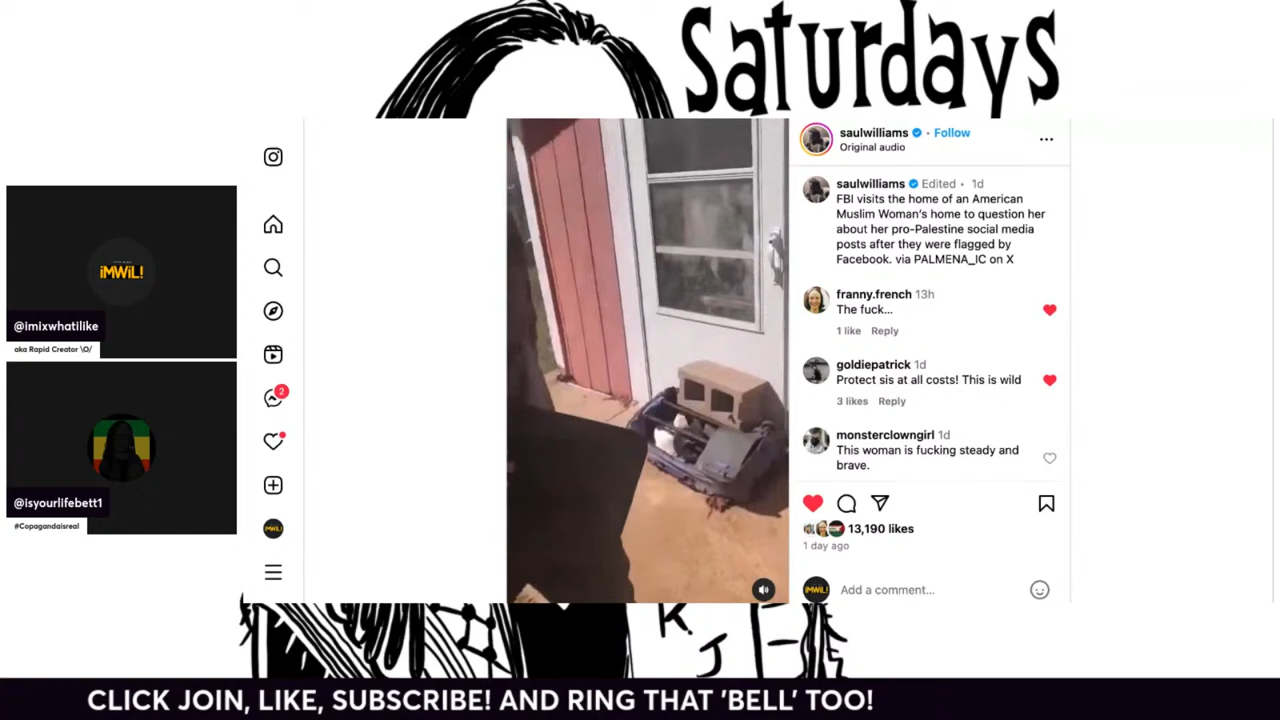 Saturdays
saulwilliams · Follow
Original audio
saulwilliams Edited · 1d
FBI visits the home of an American
Muslim Woman's home to question her
about her pro-Palestine social media
posts after they were flagged by
Facebook. via PALMENA_IC on X
franny.french 13h
The fuck...
1 like Reply
goldiepatrick 1d
Protect sis at all costs! This is wild
3 likes Reply
monsterclowngirl 1d
This woman is fucking steady and
brave.
13,190 likes
1 day ago
iMWiL! Add a comment...
iMWiL!
@imixwhatilike
aka Rapid Creator \O/
@isyourlifebett1
#Copagandaisreal
2
iMWiL!
K.
J
CLICK JOIN, LIKE, SUBSCRIBE! AND RING THAT 'BELL' TOO!